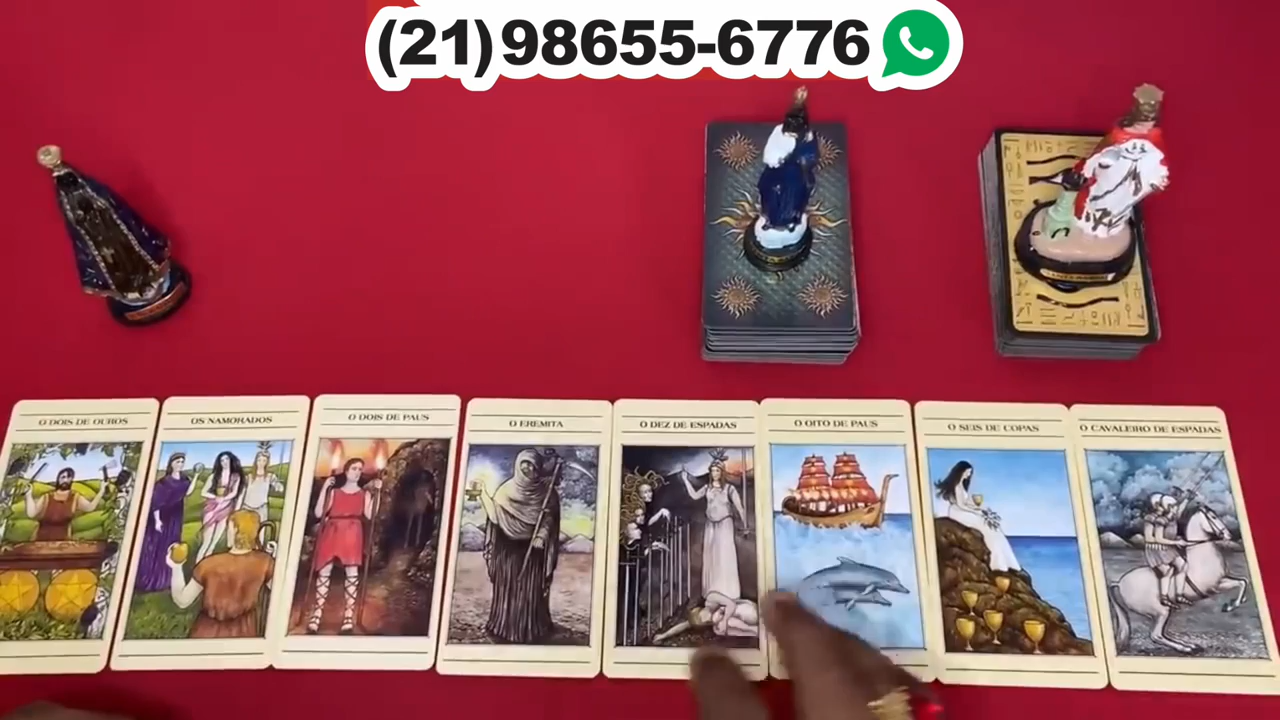 (21)98655-6776
O DOIS DE OUROS
OS NAMORADOS
O DOIS DE PAUS
O EREMITA
O DEZ DE ESPADAS
O OITO DE PAUS
O SEIS DE COPAS
O CAVALEIRO DE ESPADAS